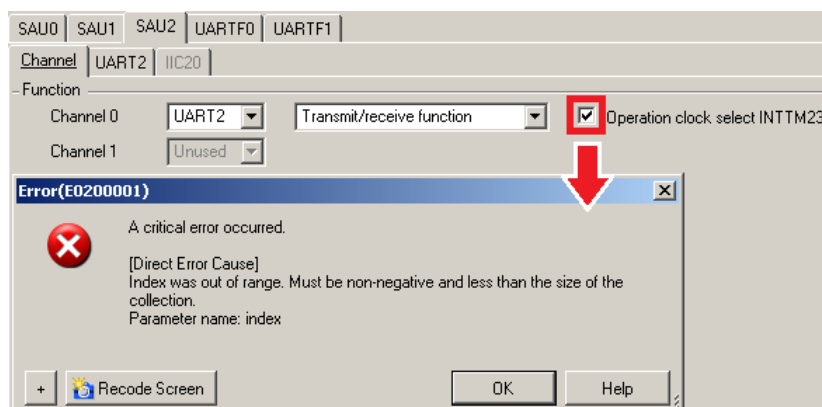 SAU0 SAU1 SAU2 UARTF0 UARTF1
Channel UART2 IIC20
Function
Channel 0 UART2 Transmit/receive function Operation clock select INTTM23
Channel 1 Unused
Error(E0200001)
A critical error occurred.
[Direct Error Cause]
Index was out of range. Must be non-negative and less than the size of the
collection.
Parameter name: index
+ Recode Screen OK Help